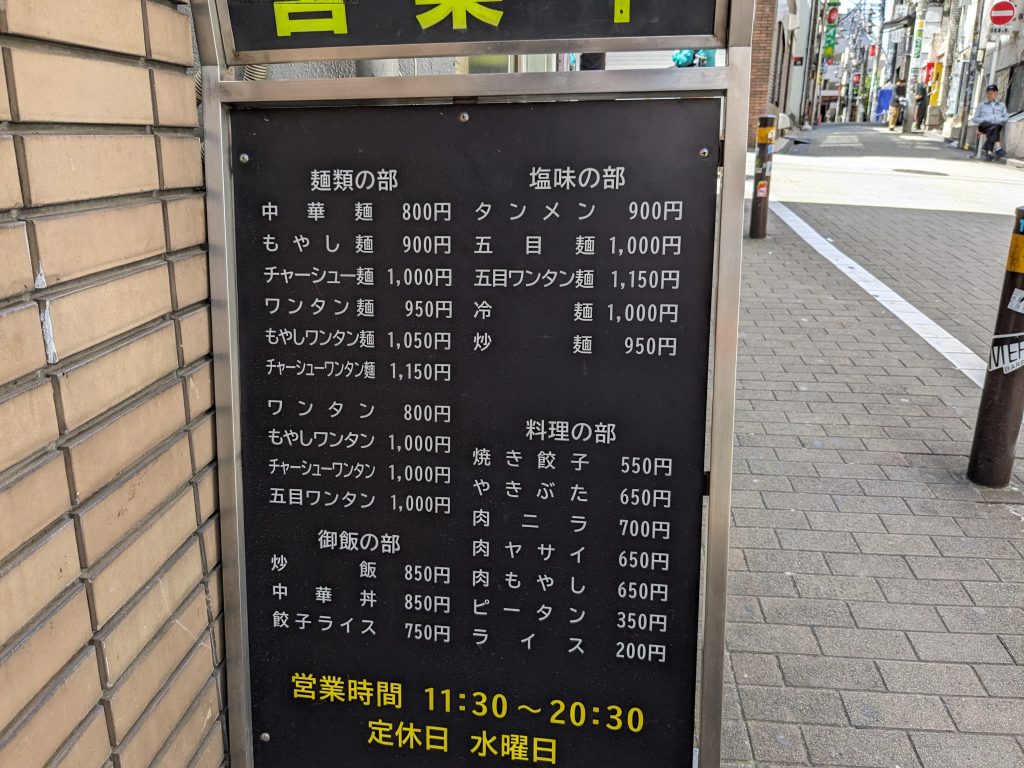 営業中
麺類の部
中華麺 800円
もやし麺 900円
チャーシュー麺 1,000円
ワンタン麺 950円
もやしワンタン麺 1,050円
チャーシューワンタン麺 1,150円
ワンタン 800円
もやしワンタン 1,000円
チャーシューワンタン 1,000円
五目ワンタン 1,000円
御飯の部
炒飯 850円
中華丼 850円
餃子ライス 750円
塩味の部
タンメン 900円
五目麺 1,000円
五目ワンタン麺 1,150円
冷麺 1,000円
炒麺 950円
料理の部
焼き餃子 550円
やきぶた 650円
肉ニラ 700円
肉ヤサイ 650円
肉もやし 650円
ピータン 350円
ライス 200円
営業時間 11:30~20:30
定休日 水曜日